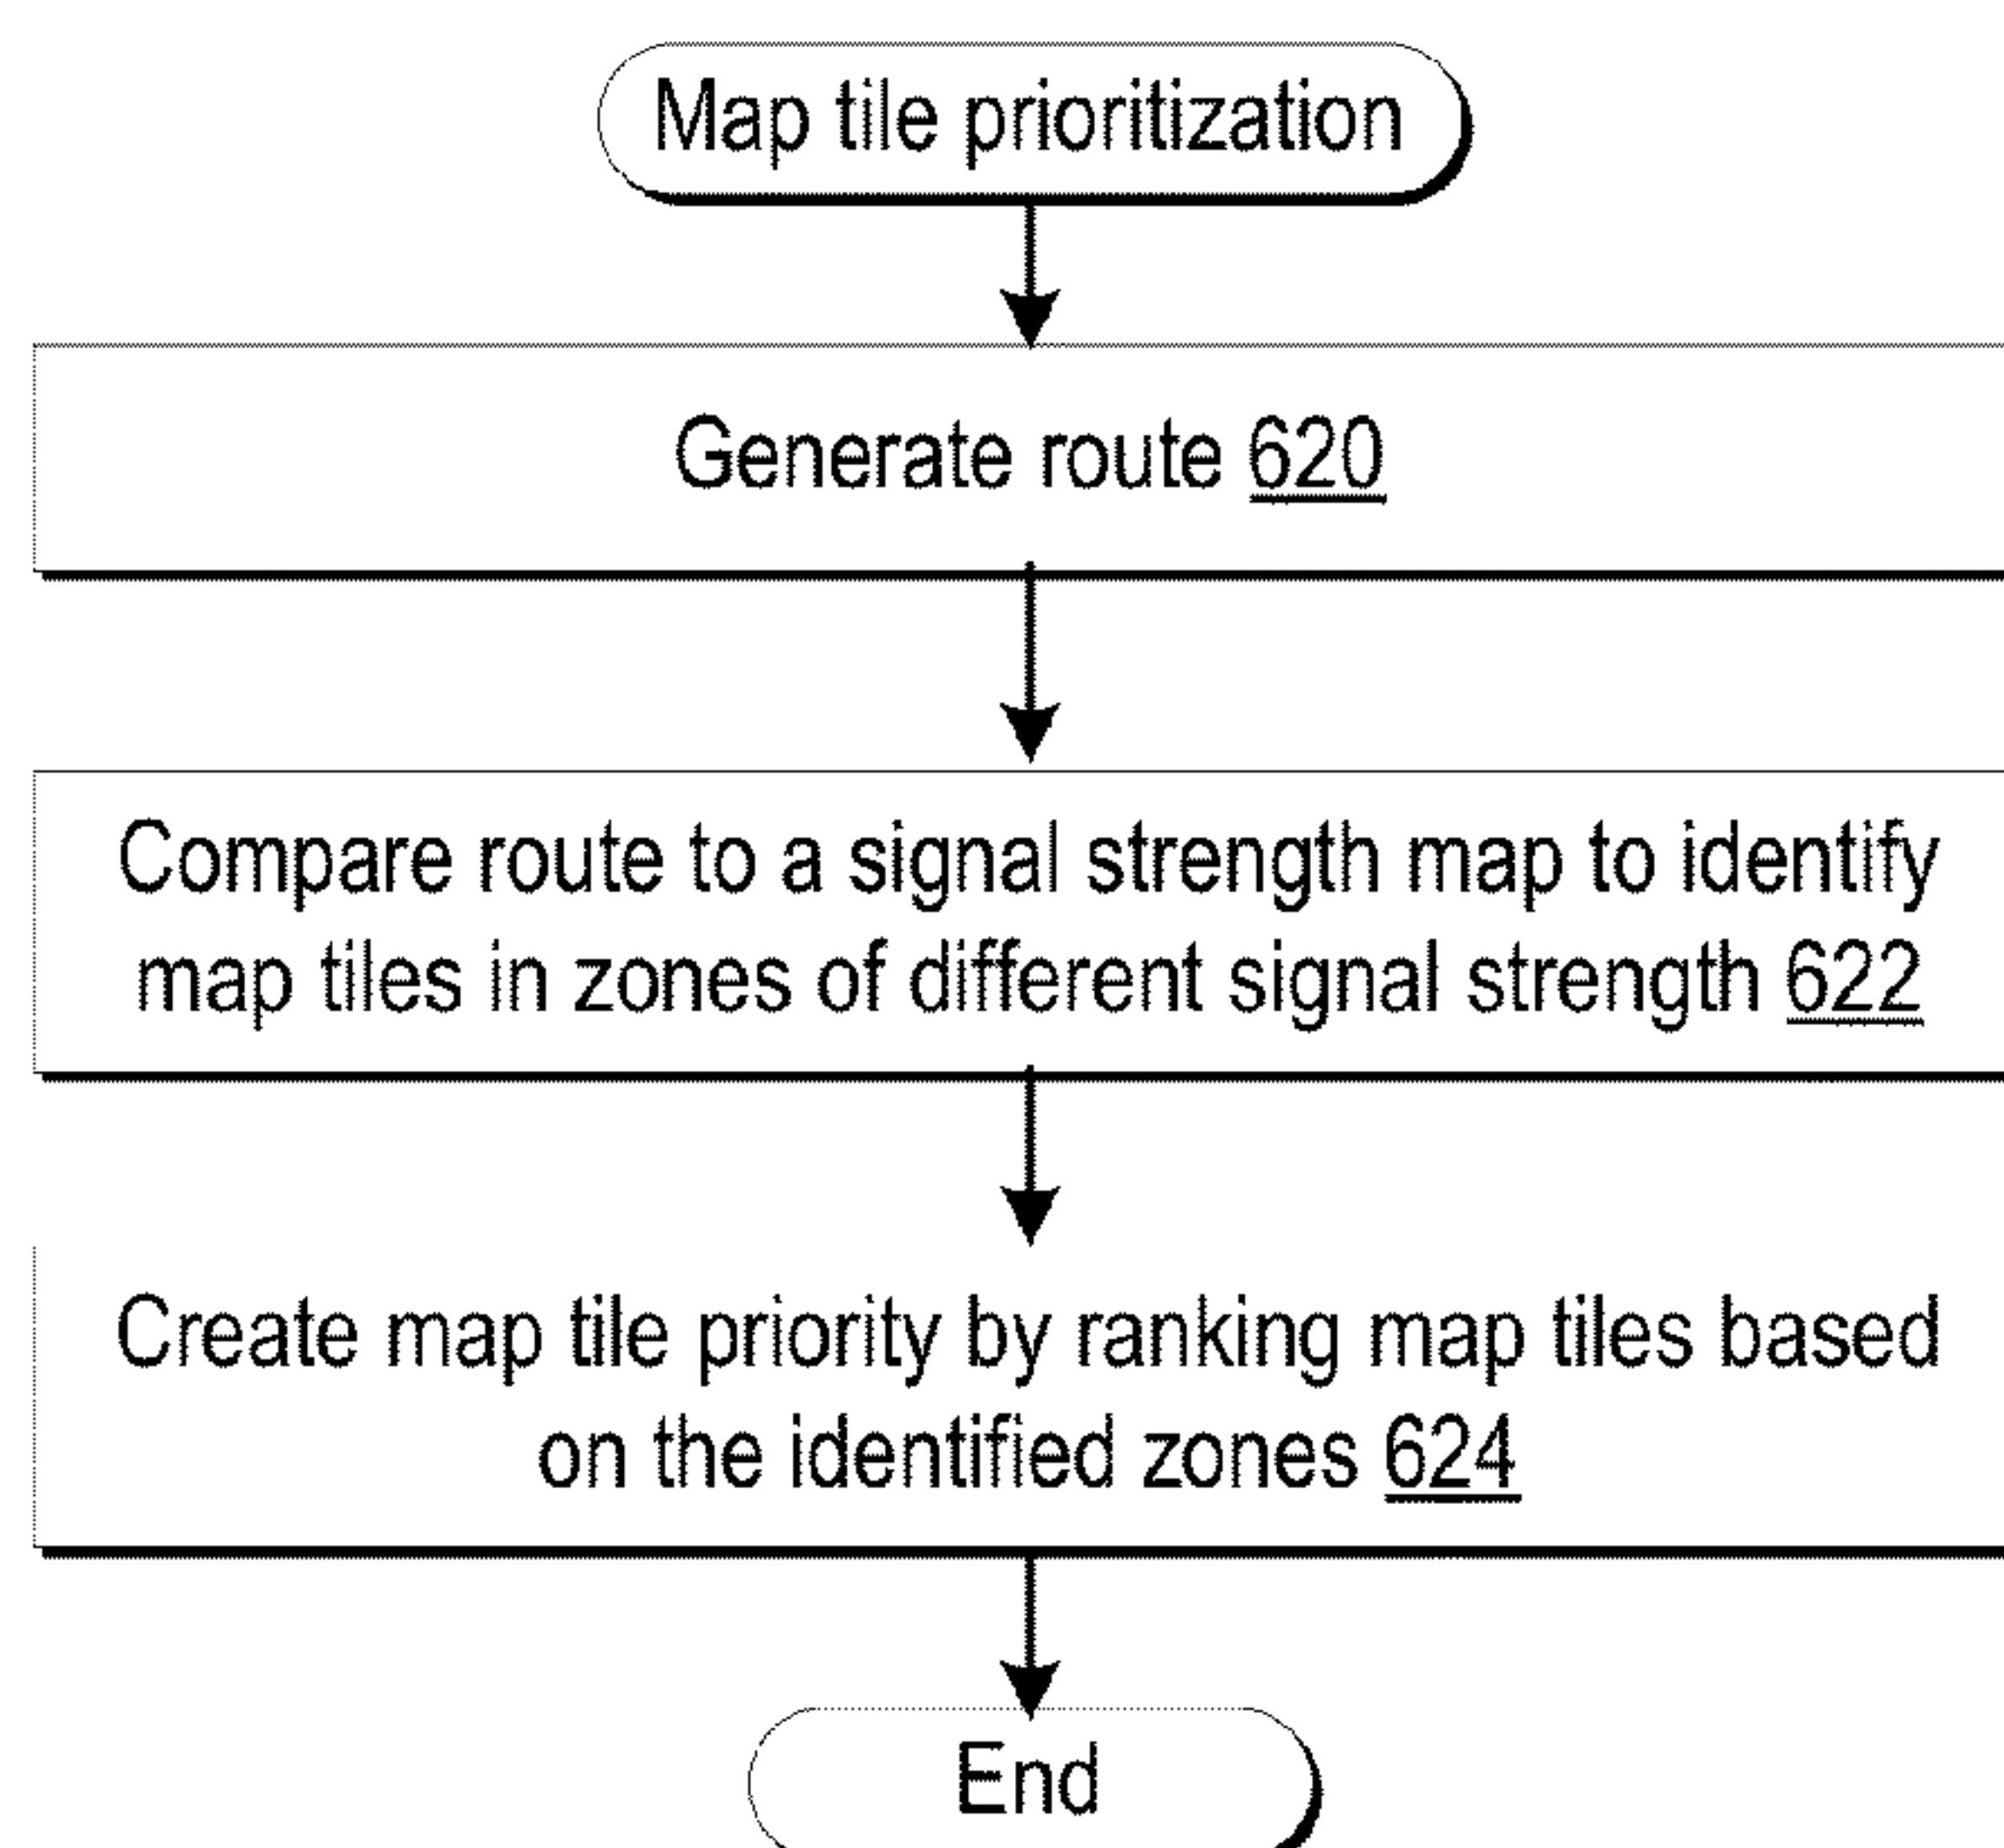 Map tile prioritization
Generate route 620
Compare route to a signal strength map to identify
map tiles in zones of different signal strength 622
Create map tile priority by ranking map tiles based
on the identified zones 624
End